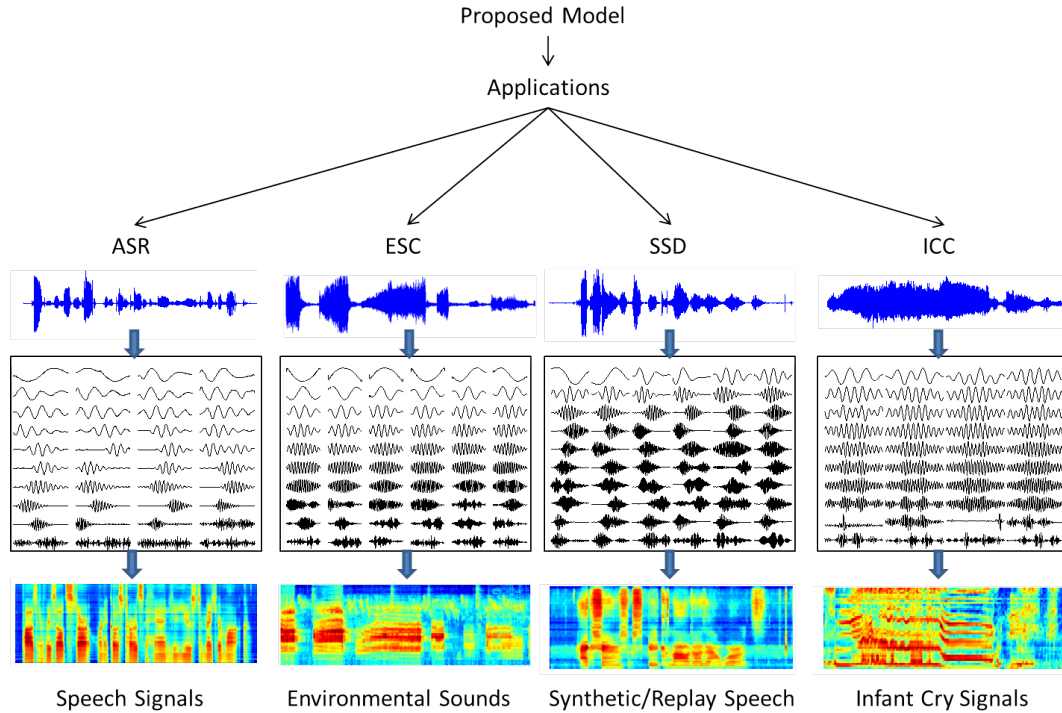 Proposed Model
Applications
ASR
ESC
SSD
ICC
Speech Signals
Environmental Sounds
Synthetic/Replay Speech
Infant Cry Signals